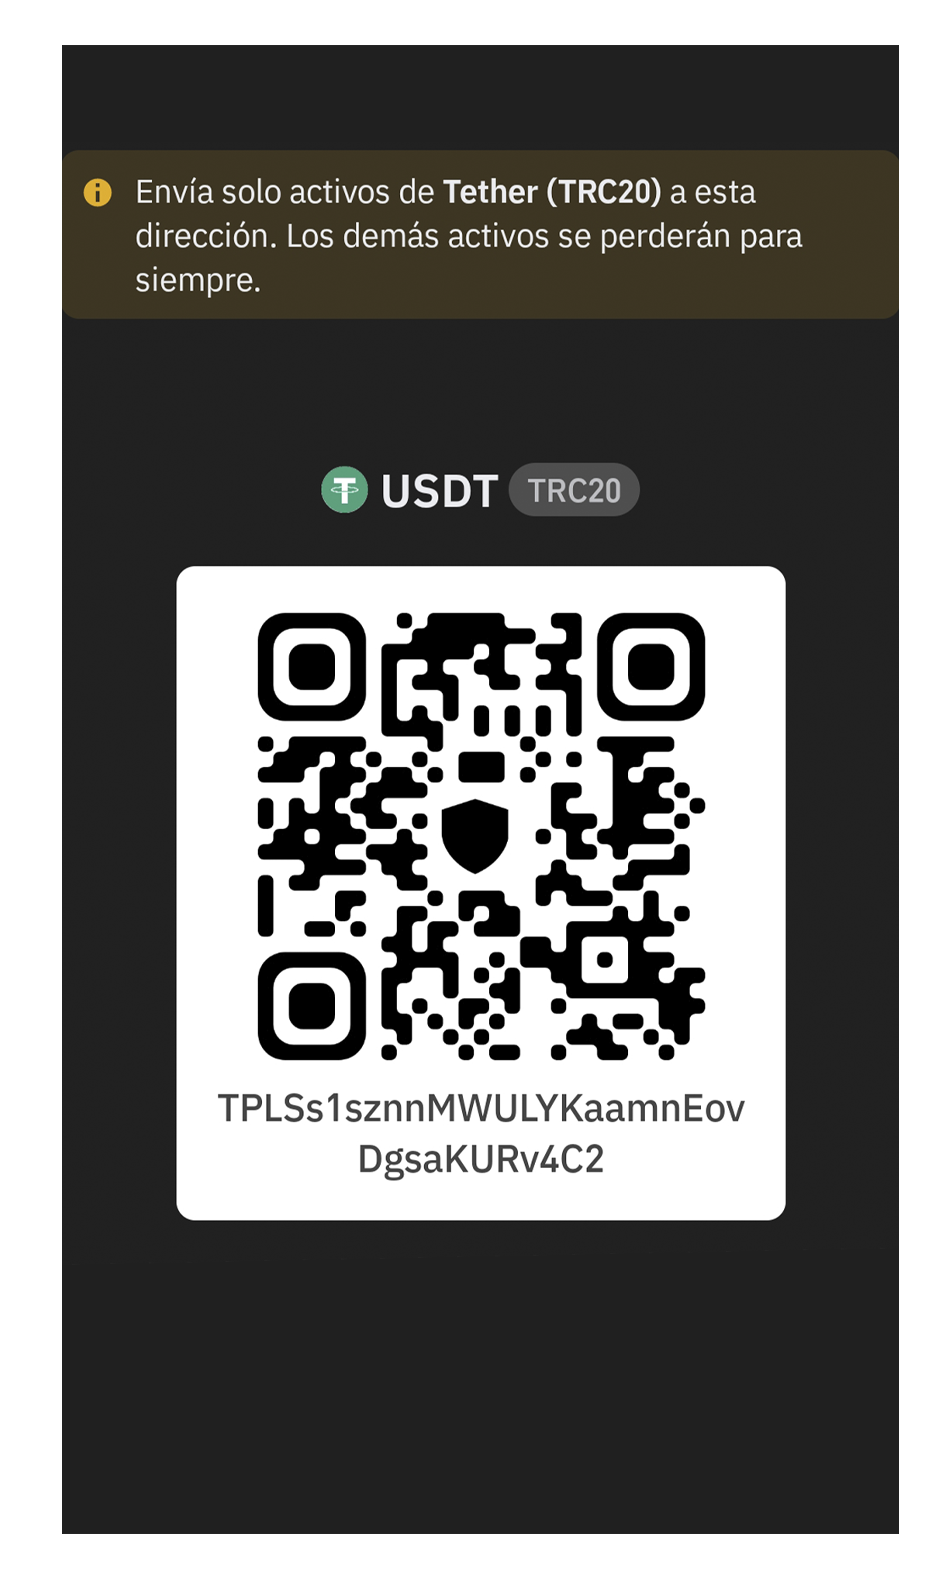 Envía solo activos de Tether (TRC20) a esta
dirección. Los demás activos se perderán para
siempre.
USDT TRC20
TPLSs1sznnMWULYKaamnEov
DgsaKURv4C2